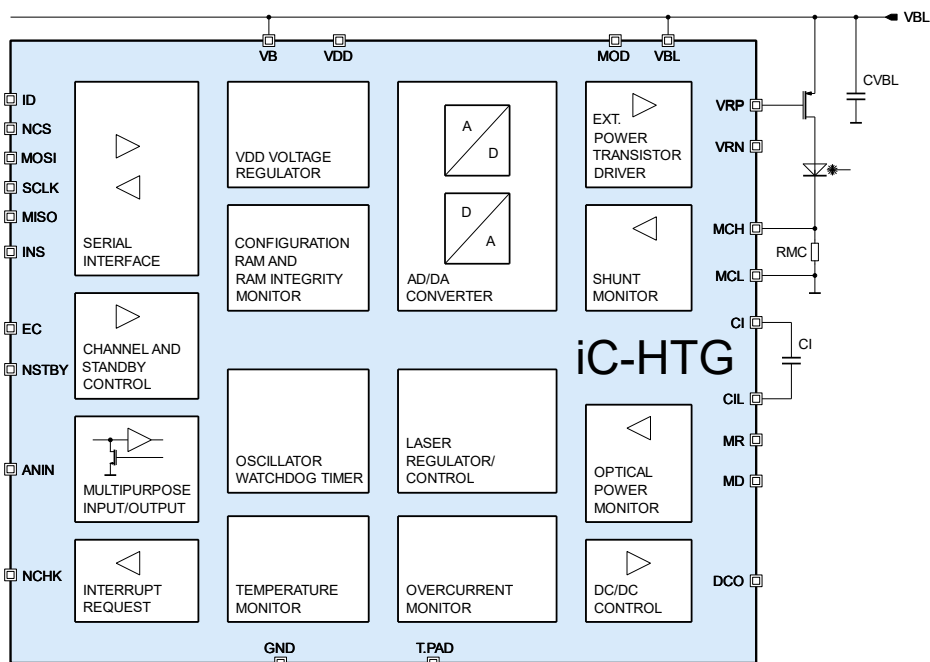 VBL
VB
VDD
MOD
VBL
ID
NCS
MOSI
SCLK
MISO
INS
EC
NSTBY
ANIN
NCHK
SERIAL
INTERFACE
CHANNEL AND
STANDBY
CONTROL
MULTIPURPOSE
INPUT/OUTPUT
INTERRUPT
REQUEST
VDD VOLTAGE
REGULATOR
CONFIGURATION
RAM AND
RAM INTEGRITY
MONITOR
OSCILLATOR
WATCHDOG TIMER
TEMPERATURE
MONITOR
A
D
D
A
AD/DA
CONVERTER
LASER
REGULATOR/
CONTROL
OVERCURRENT
MONITOR
EXT.
POWER
TRANSISTOR
DRIVER
SHUNT
MONITOR
iC-HTG
OPTICAL
POWER
MONITOR
DC/DC
CONTROL
VRP
VRN
MCH
MCL
CI
CIL
MR
MD
DCO
CVBL
RMC
CI
GND
T.PAD